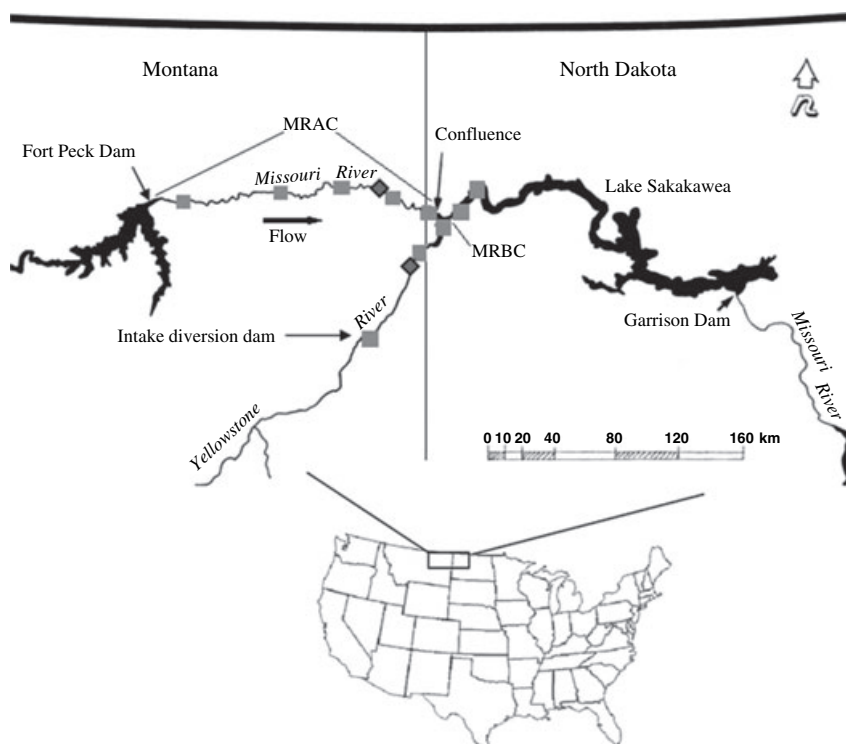 Montana
North Dakota
MRAC
Confluence
Fort Peck Dam
Missouri River
Lake Sakakawea
Flow
MRBC
Intake diversion dam
River
Garrison Dam
Missouri
River
Yellowstone
0 10 20 40 80 120 160 km